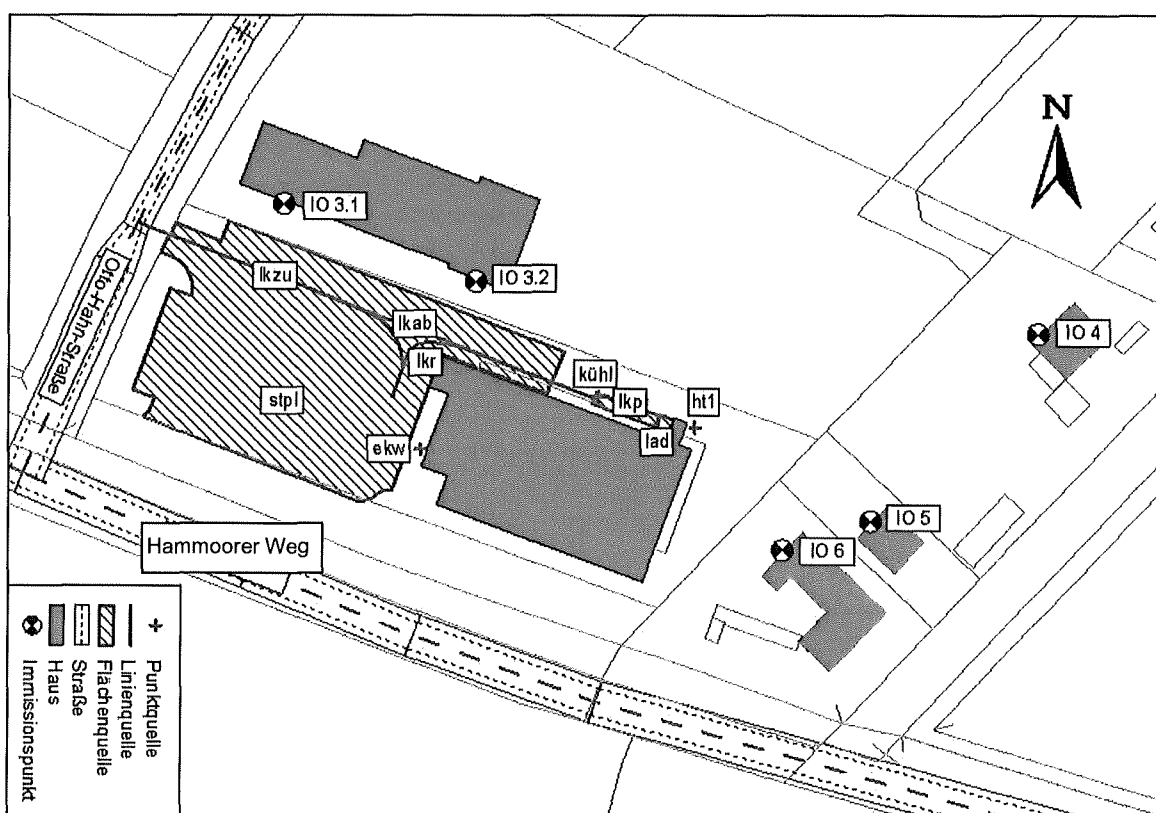 N
IO 3.1
IO 3.2
lkzu
lkab
lkr
kühl
lkp
ht1
lad
stpl
ekw
IO 4
IO 5
IO 6
Otto-Hahn-Straße
Hammoorer Weg
Punktquelle
Linienquelle
Flächenquelle
Straße
Haus
Immissionspunkt